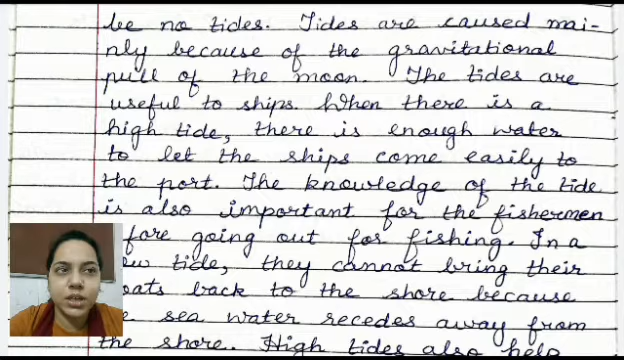 be no tides. Tides are caused mai-
nly because of the gravitational
pull of the moon. The tides are
useful to ships. When there is a
high tide, there is enough water
to let the ships come easily to
the port. The knowledge of the tide
is also important for the fishermen
fore going out for fishing. In a
ow tide, they cannot bring their
oats back to the shore because
e sea water recedes away from
the shore. High tides also help